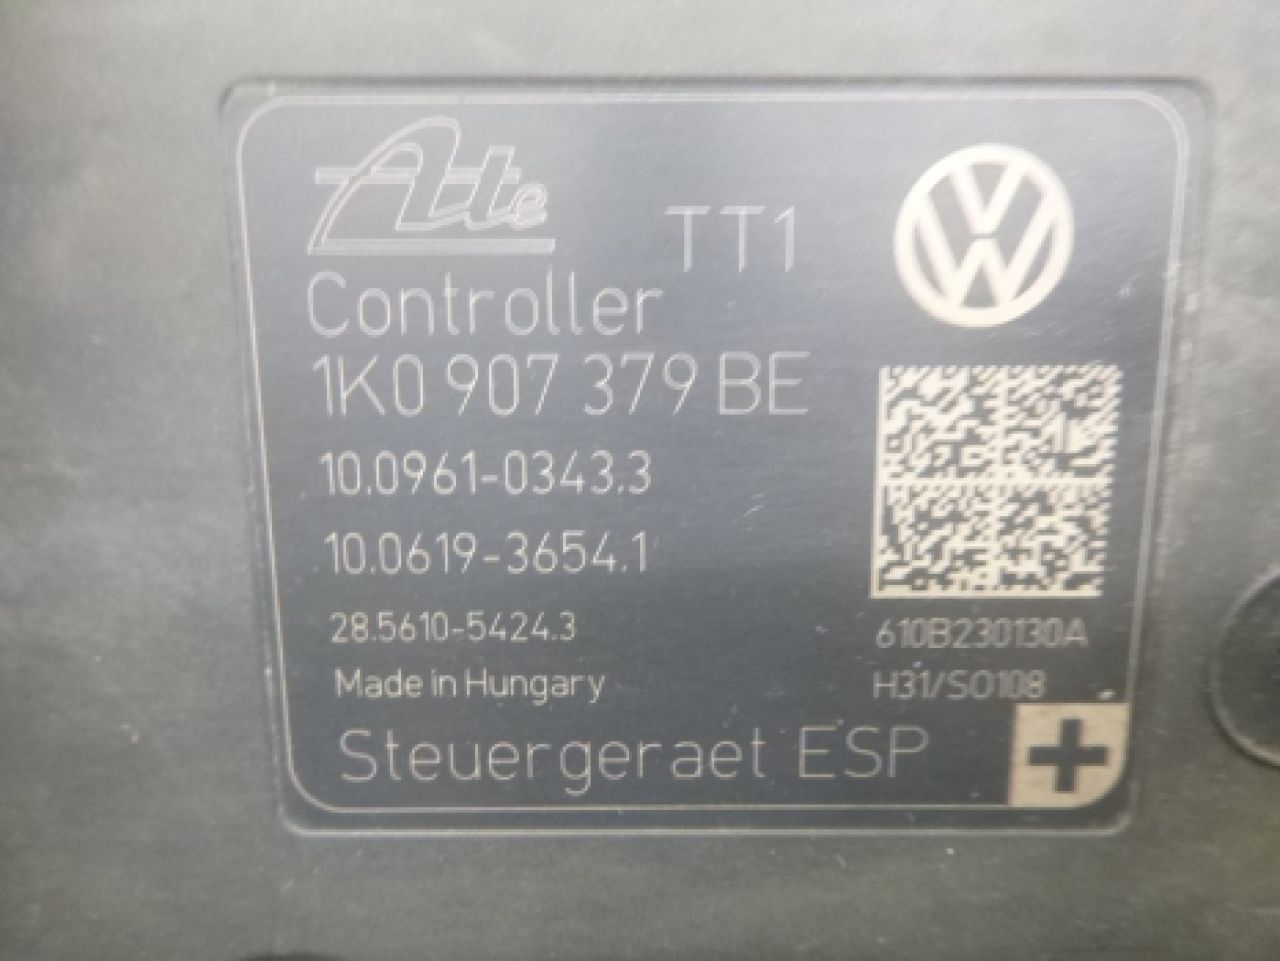 Ate
TT1
Controller
1K0 907 379 BE
10.0961-0343.3
10.0619-3654.1
28.5610-5424.3
610B230130A
Made in Hungary
H31/SO108
Steuergeraet ESP